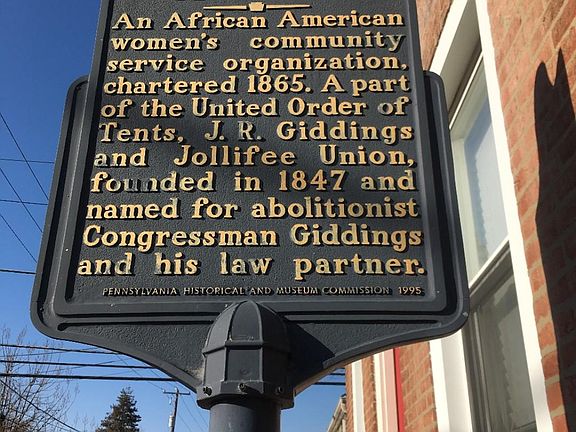 An African American
women's community
service organization,
chartered 1865. A part
of the United Order of
Tents, J. R. Giddings
and Jollifee Union,
founded in 1847 and
named for abolitionist
Congressman Giddings
and his law partner.
PENNSYLVANIA HISTORICAL AND MUSEUM COMMISSION 1995